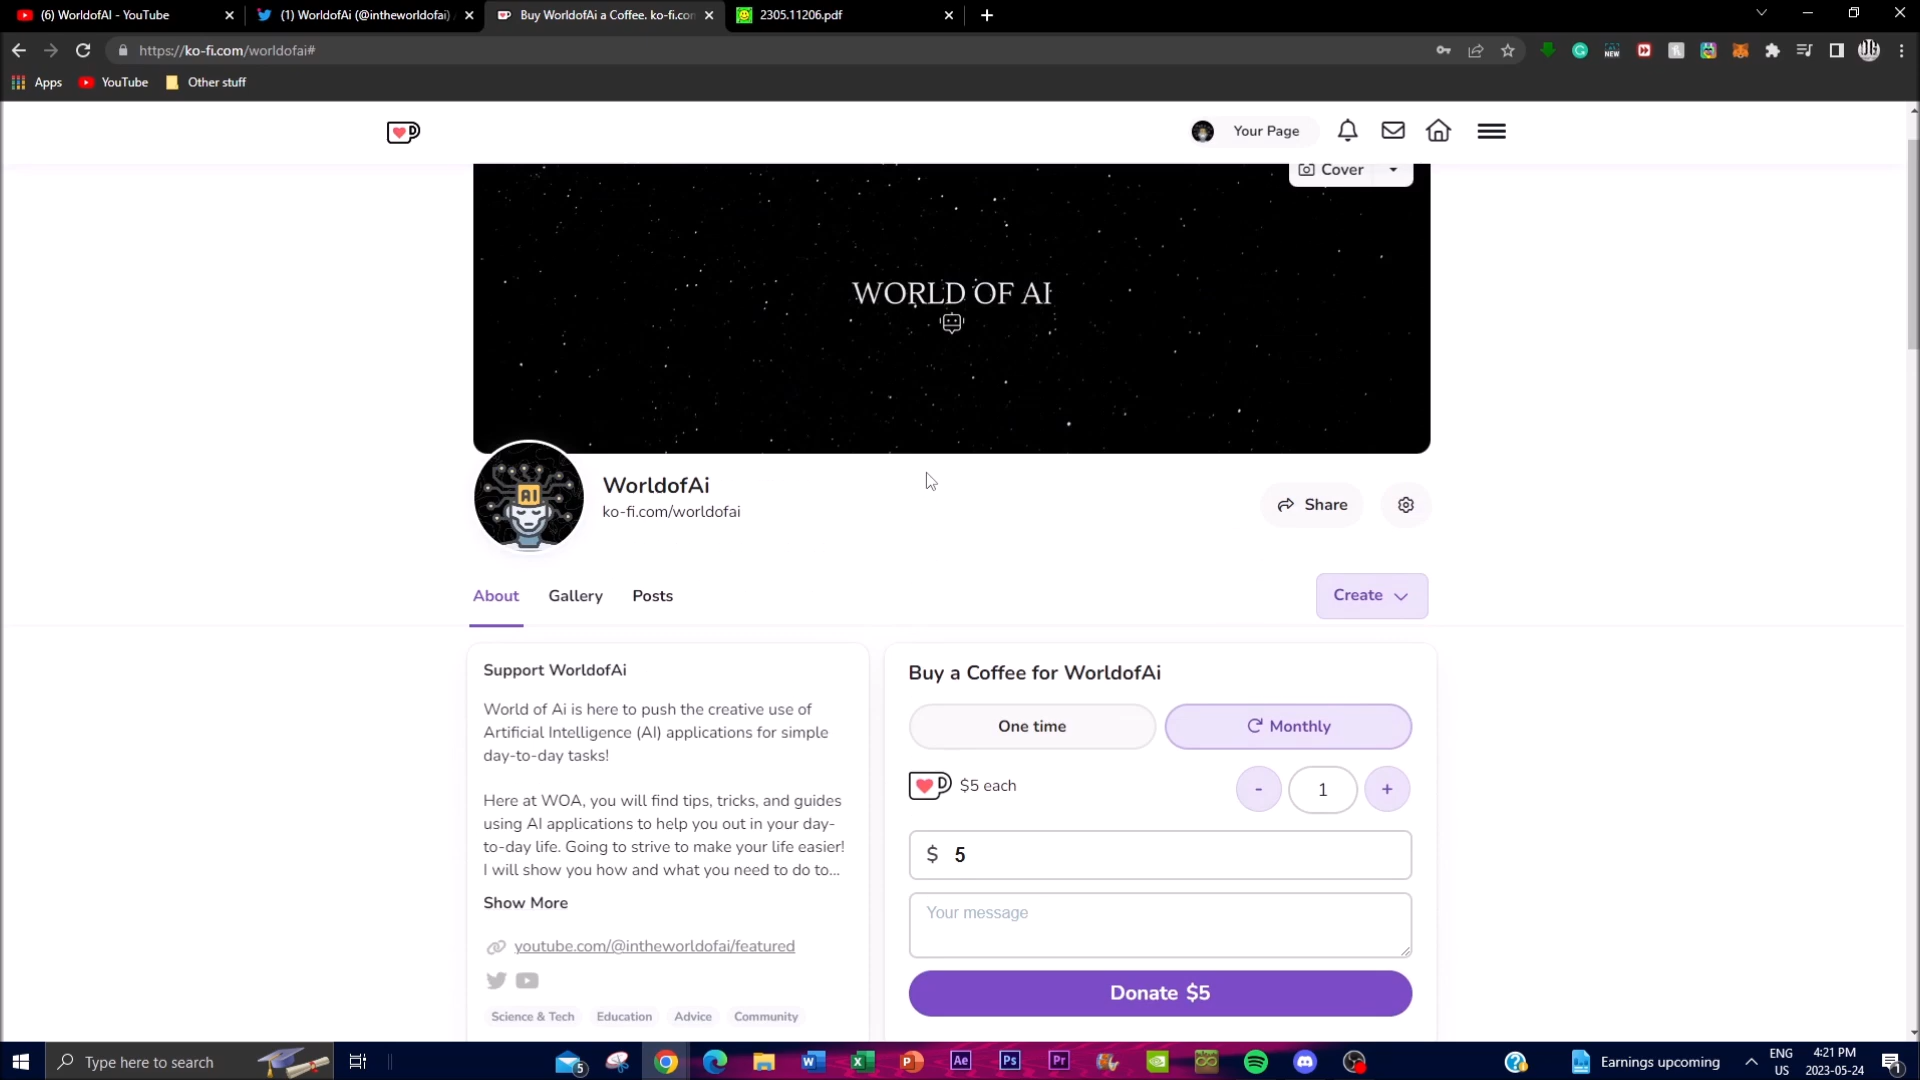 (6) WorldofAI - YouTube
(1) WorldofAi (@intheworldofai)
Buy WorldofAi a Coffee. ko-fi.com
2305.11206.pdf
https://ko-fi.com/worldofai#
NEW
Apps
YouTube
Other stuff
Your Page
Cover
WORLD OF AI
AI
WorldofAi
ko-fi.com/worldofai
Share
About
Gallery
Posts
Create
Support WorldofAi
World of Ai is here to push the creative use of
Artificial Intelligence (AI) applications for simple
day-to-day tasks!
Here at WOA, you will find tips, tricks, and guides
using AI applications to help you out in your day-
to-day life. Going to strive to make your life easier!
I will show you how and what you need to do to...
Show More
youtube.com/@intheworldofai/featured
Science & Tech
Education
Advice
Community
Buy a Coffee for WorldofAi
One time
Monthly
$5 each
-
1
+
$ 5
Your message
Donate $5
Type here to search
5
Ae
Ps
Pr
Earnings upcoming
ENG
US
4:21 PM
2023-05-24
1